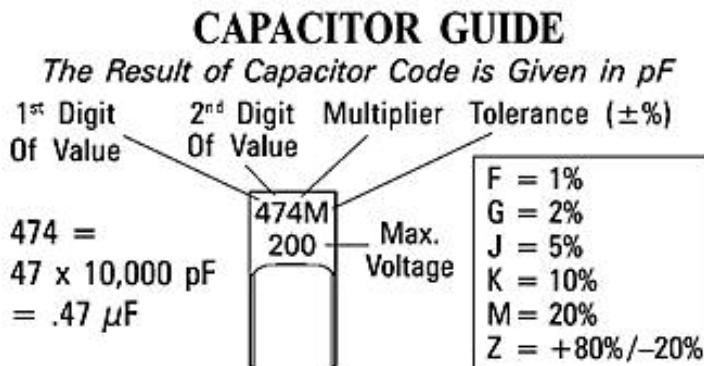 CAPACITOR GUIDE
The Result of Capacitor Code is Given in pF
1st Digit
Of Value
2nd Digit
Of Value
Multiplier
Tolerance (±%)
474M
200
Max.
Voltage
474 =
47 x 10,000 pF
= .47 µF
F = 1%
G = 2%
J = 5%
K = 10%
M = 20%
Z = +80%/–20%